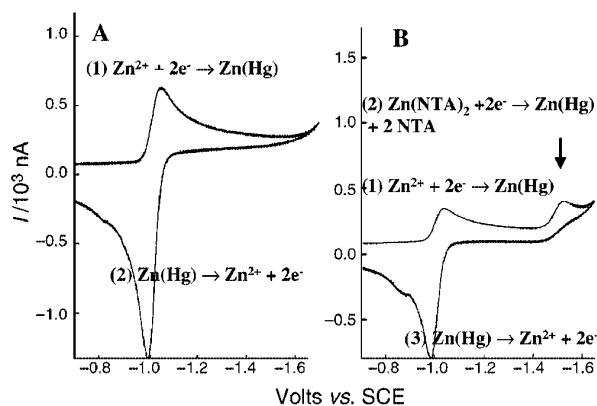 A
(1) Zn²⁺ + 2e⁻ → Zn(Hg)
(2) Zn(Hg) → Zn²⁺ + 2e⁻
1.0
0.5
0.0
−0.5
−1.0
−0.8 −1.0 −1.2 −1.4 −1.6
I /10³ nA
B
(2) Zn(NTA)₂ +2e⁻ → Zn(Hg)
+ 2 NTA
(1) Zn²⁺ + 2e⁻ → Zn(Hg)
(3) Zn(Hg) → Zn²⁺ + 2e⁻
1.5
1.0
0.5
0.0
−0.5
−0.8 −1.0 −1.2 −1.4 −1.6
Volts vs. SCE